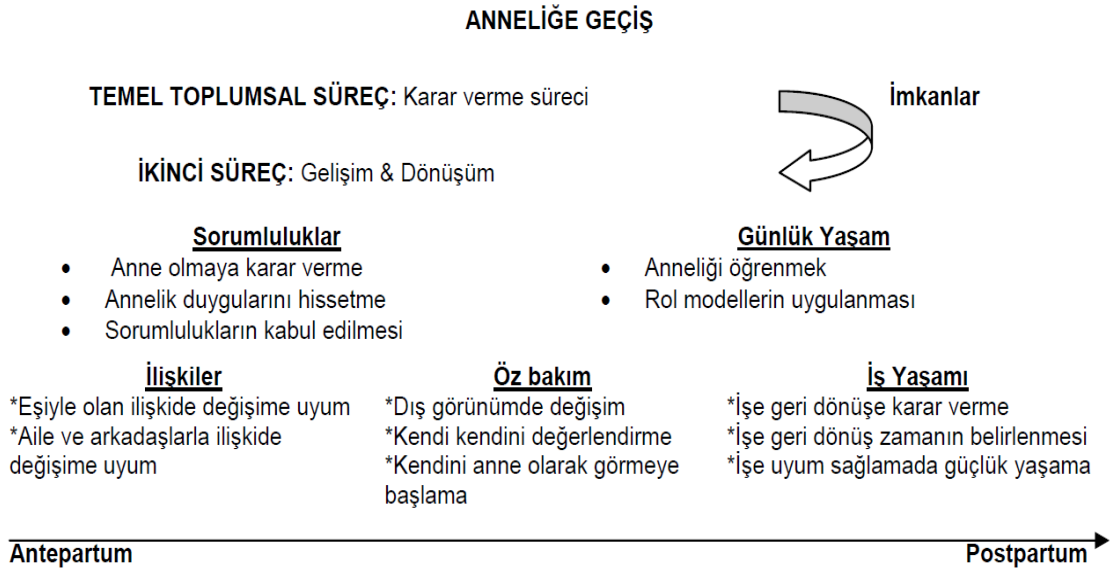 ANNELİĞE GEÇİŞ
TEMEL TOPLUMSAL SÜREÇ: Karar verme süreci
İmkanlar
İKİNCİ SÜREÇ: Gelişim & Dönüşüm
Sorumluluklar
• Anne olmaya karar verme
• Annelik duygularını hissetme
• Sorumlulukların kabul edilmesi
Günlük Yaşam
• Anneliği öğrenmek
• Rol modellerin uygulanması
İlişkiler
*Eşiyle olan ilişkide değişime uyum
*Aile ve arkadaşlarla ilişkide
değişime uyum
Öz bakım
*Dış görünümde değişim
*Kendi kendini değerlendirme
*Kendini anne olarak görmeye
başlama
İş Yaşamı
*İşe geri dönüşe karar verme
*İşe geri dönüş zamanın belirlenmesi
*İşe uyum sağlamada güçlük yaşama
Antepartum
Postpartum